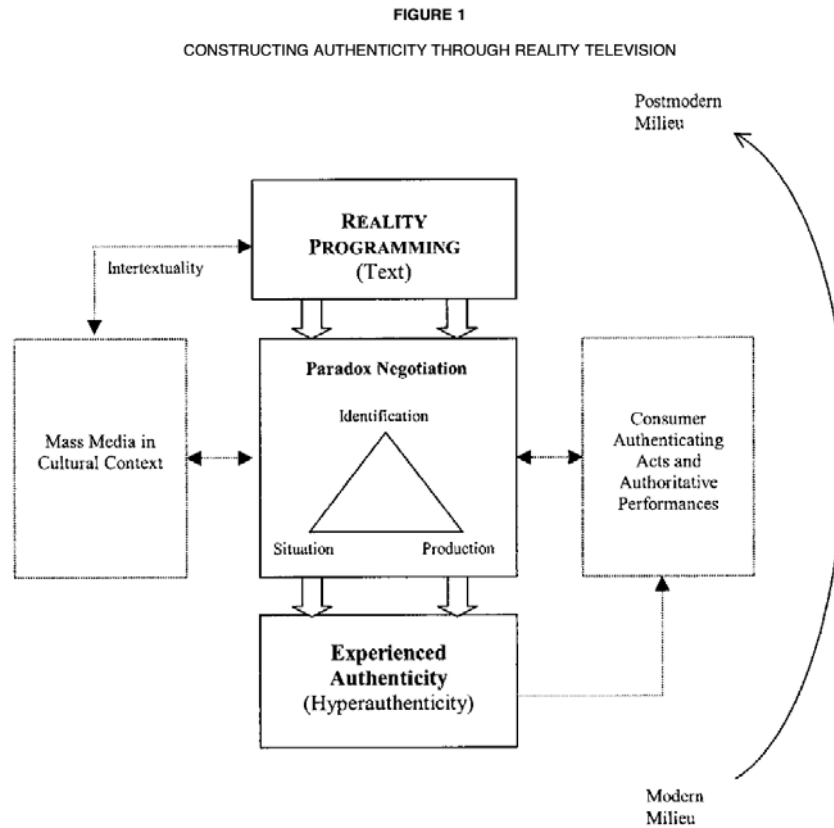 FIGURE 1
CONSTRUCTING AUTHENTICITY THROUGH REALITY TELEVISION
Postmodern
Milieu
REALITY
PROGRAMMING
(Text)
Intertextuality
Mass Media in
Cultural Context
Paradox Negotiation
Identification
Situation
Production
Consumer
Authenticating
Acts and
Authoritative
Performances
Experienced
Authenticity
(Hyperauthenticity)
Modern
Milieu